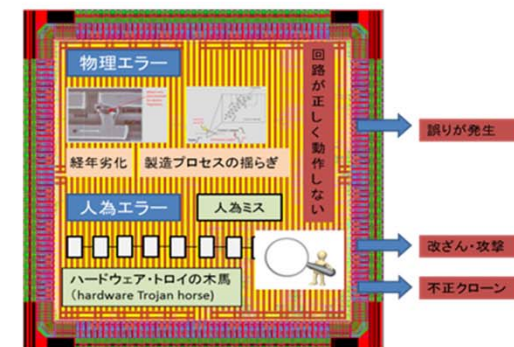 物理エラー
経年劣化
製造プロセスの揺らぎ
回路が正しく動作しない
誤りが発生
人為エラー
人為ミス
改ざん・攻撃
ハードウェア・トロイの木馬
(hardware Trojan horse)
不正クローン